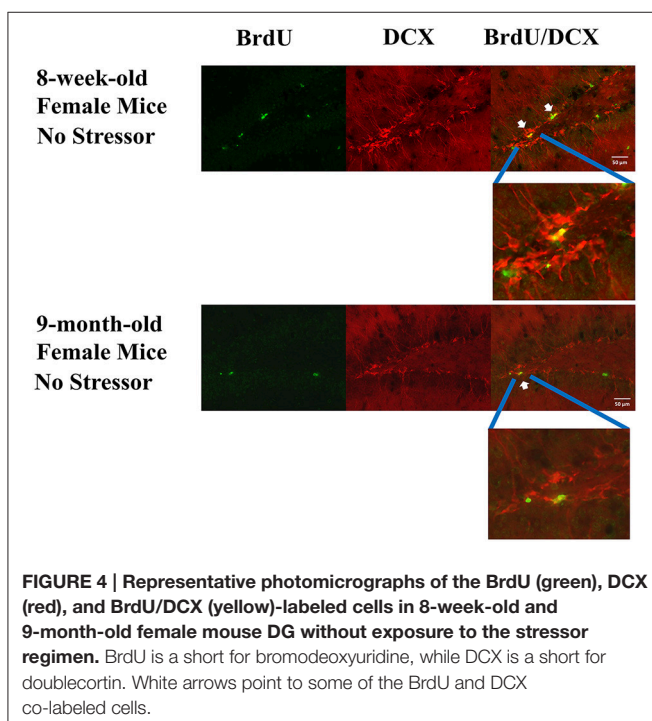 BrdU DCX BrdU/DCX
8-week-old
Female Mice
No Stressor
50 µm
9-month-old
Female Mice
No Stressor
50 µm
FIGURE 4 | Representative photomicrographs of the BrdU (green), DCX
(red), and BrdU/DCX (yellow)-labeled cells in 8-week-old and
9-month-old female mouse DG without exposure to the stressor
regimen. BrdU is a short for bromodeoxyuridine, while DCX is a short for
doublecortin. White arrows point to some of the BrdU and DCX
co-labeled cells.